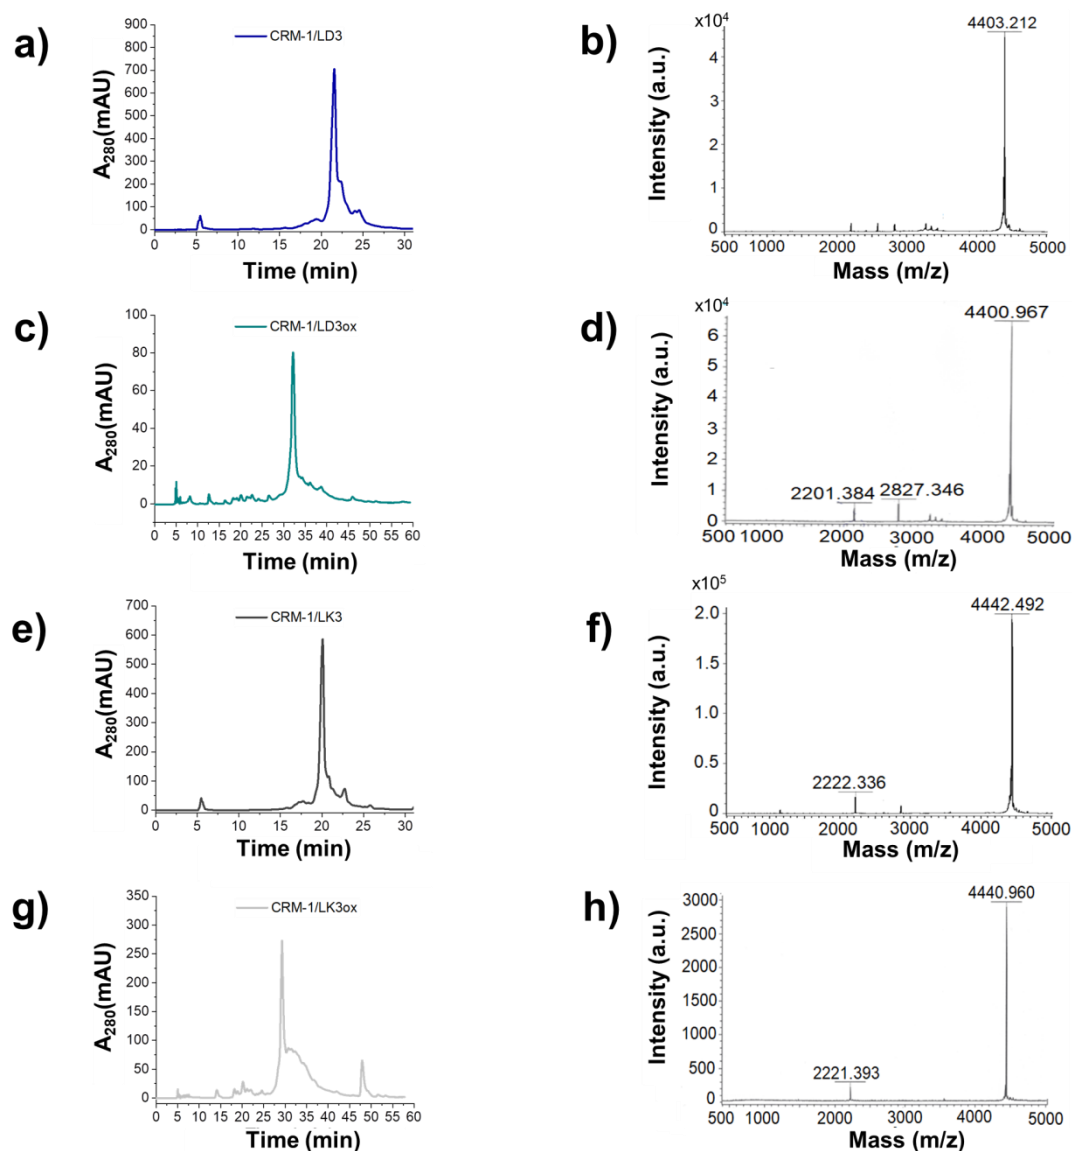 a)
CRM-1/LD3
A280(mAU)
900
800
700
600
500
400
300
200
100
0
0 5 10 15 20 25 30
Time (min)
b)
x10⁴
4403.212
Intensity (a.u.)
4
3
2
1
0
500 1000 2000 3000 4000 5000
Mass (m/z)
c)
CRM-1/LD3ox
A280(mAU)
100
80
60
40
20
0
0 5 10 15 20 25 30 35 40 45 50 55 60
Time (min)
d)
x10⁴
4400.967
2201.384 2827.346
Intensity (a.u.)
6
5
4
3
2
1
0
500 1000 2000 3000 4000 5000
Mass (m/z)
e)
CRM-1/LK3
A280(mAU)
700
600
500
400
300
200
100
0
0 5 10 15 20 25 30
Time (min)
f)
x10⁵
4442.492
2222.336
Intensity (a.u.)
2.0
1.5
1.0
0.5
0
500 1000 2000 3000 4000 5000
Mass (m/z)
g)
CRM-1/LK3ox
A280(mAU)
350
300
250
200
150
100
50
0
0 5 10 15 20 25 30 35 40 45 50 55 60
Time (min)
h)
4440.960
2221.393
Intensity (a.u.)
3000
2500
2000
1500
1000
500
0
500 1000 2000 3000 4000 5000
Mass (m/z)